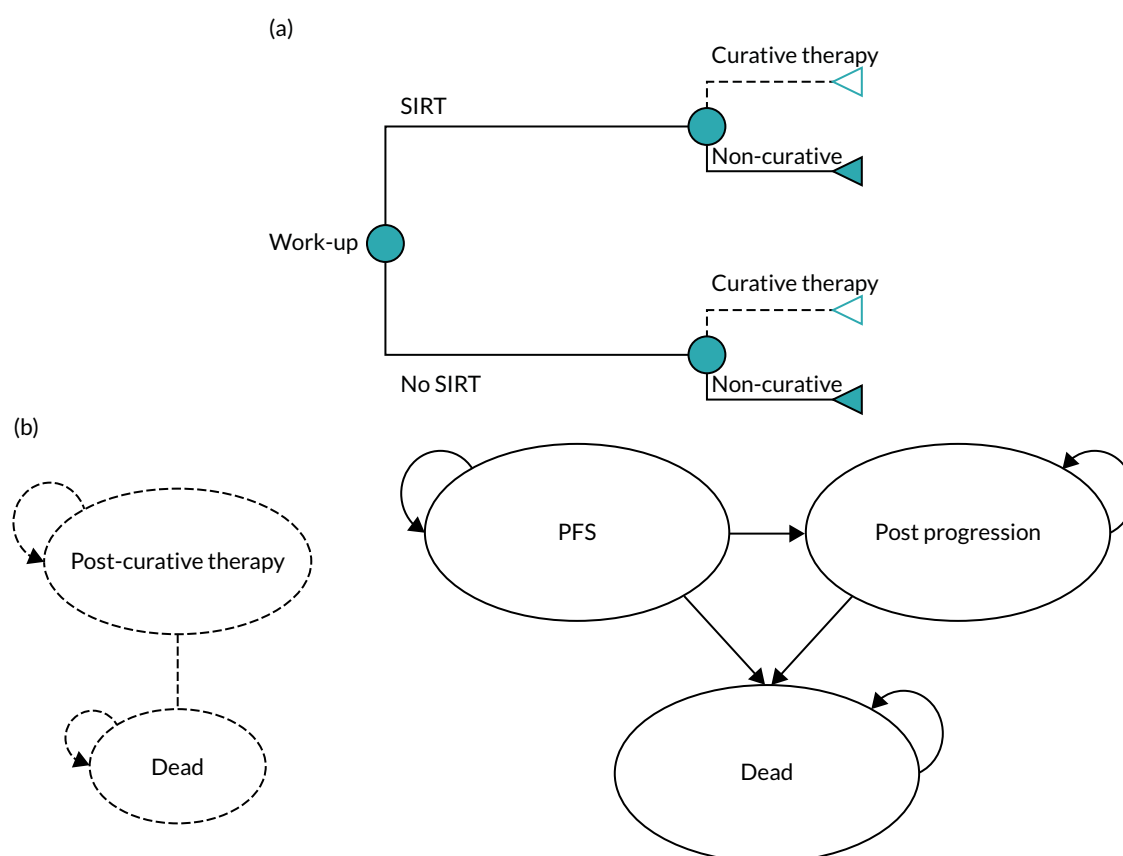 (a)
Curative therapy
SIRT
Non-curative
Work-up
Curative therapy
No SIRT
Non-curative
(b)
PFS
Post progression
Post-curative therapy
Dead
Dead